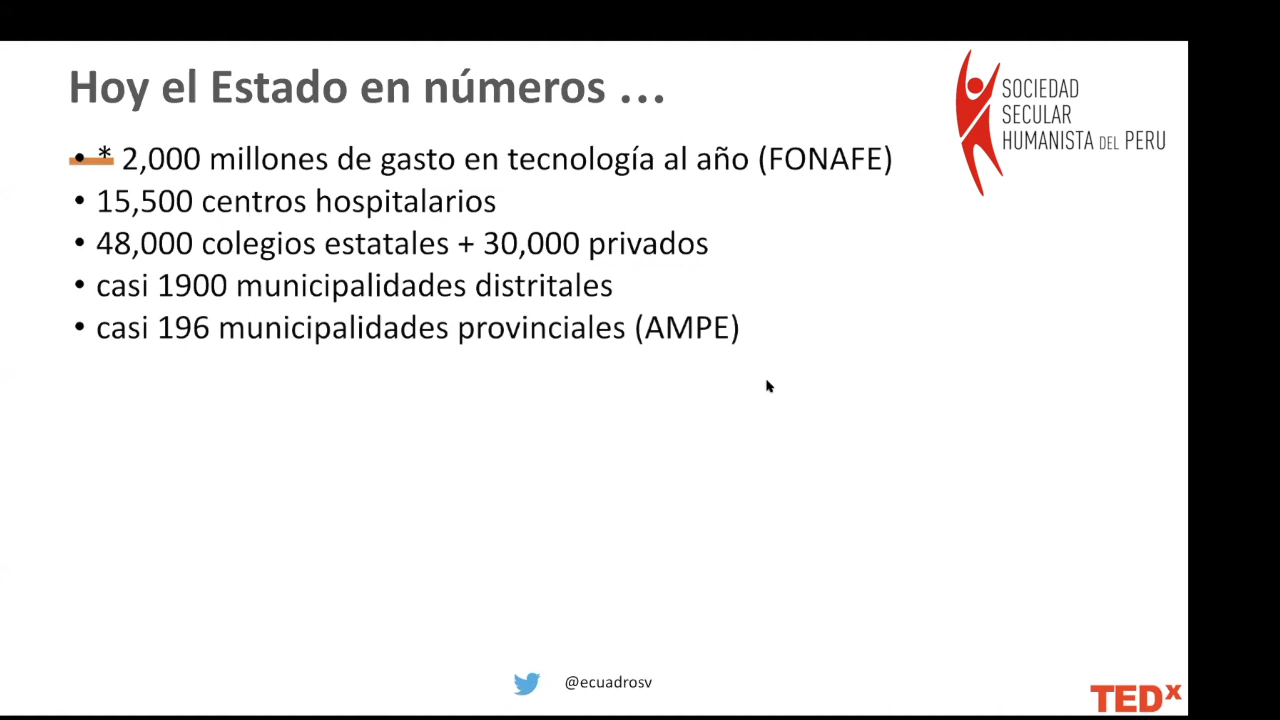 Hoy el Estado en números ...
• * 2,000 millones de gasto en tecnología al año (FONAFE)
• 15,500 centros hospitalarios
• 48,000 colegios estatales + 30,000 privados
• casi 1900 municipalidades distritales
• casi 196 municipalidades provinciales (AMPE)
SOCIEDAD
SECULAR
HUMANISTA DEL PERU
@ecuadrosv
TEDx